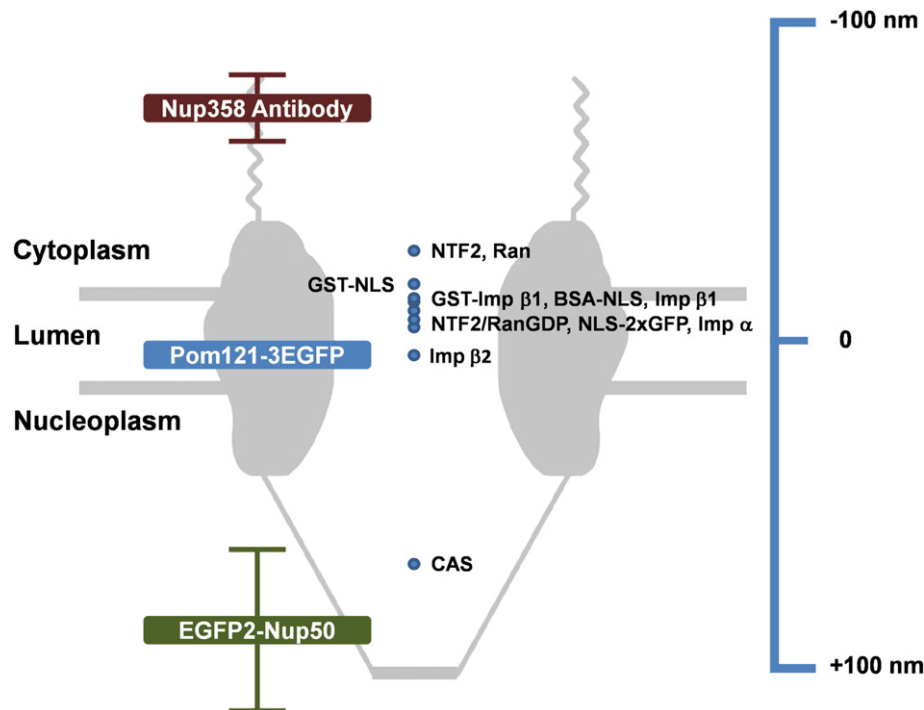 -100 nm
Nup358 Antibody
Cytoplasm
NTF2, Ran
GST-NLS
GST-Imp β1, BSA-NLS, Imp β1
NTF2/RanGDP, NLS-2xGFP, Imp α
Lumen
0
Pom121-3EGFP
Imp β2
Nucleoplasm
CAS
EGFP2-Nup50
+100 nm